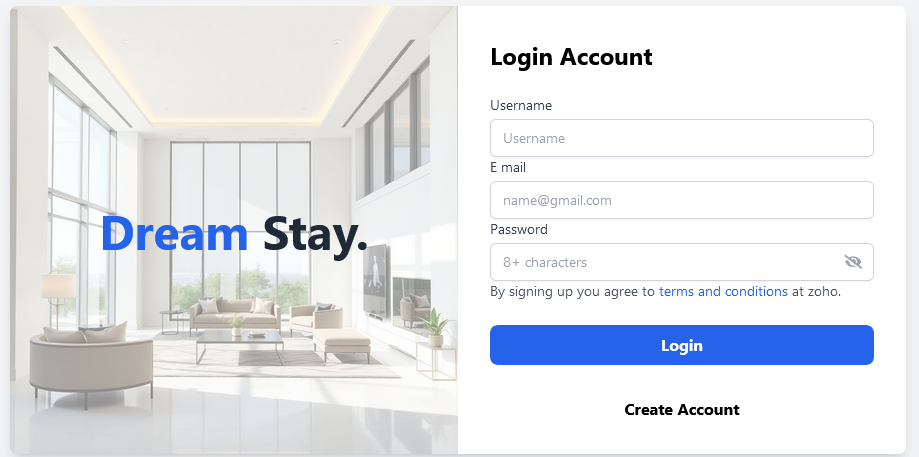 Dream Stay.
Login Account
Username
Username
E mail
name@gmail.com
Password
8+ characters
By signing up you agree to terms and conditions at zoho.
Login
Create Account